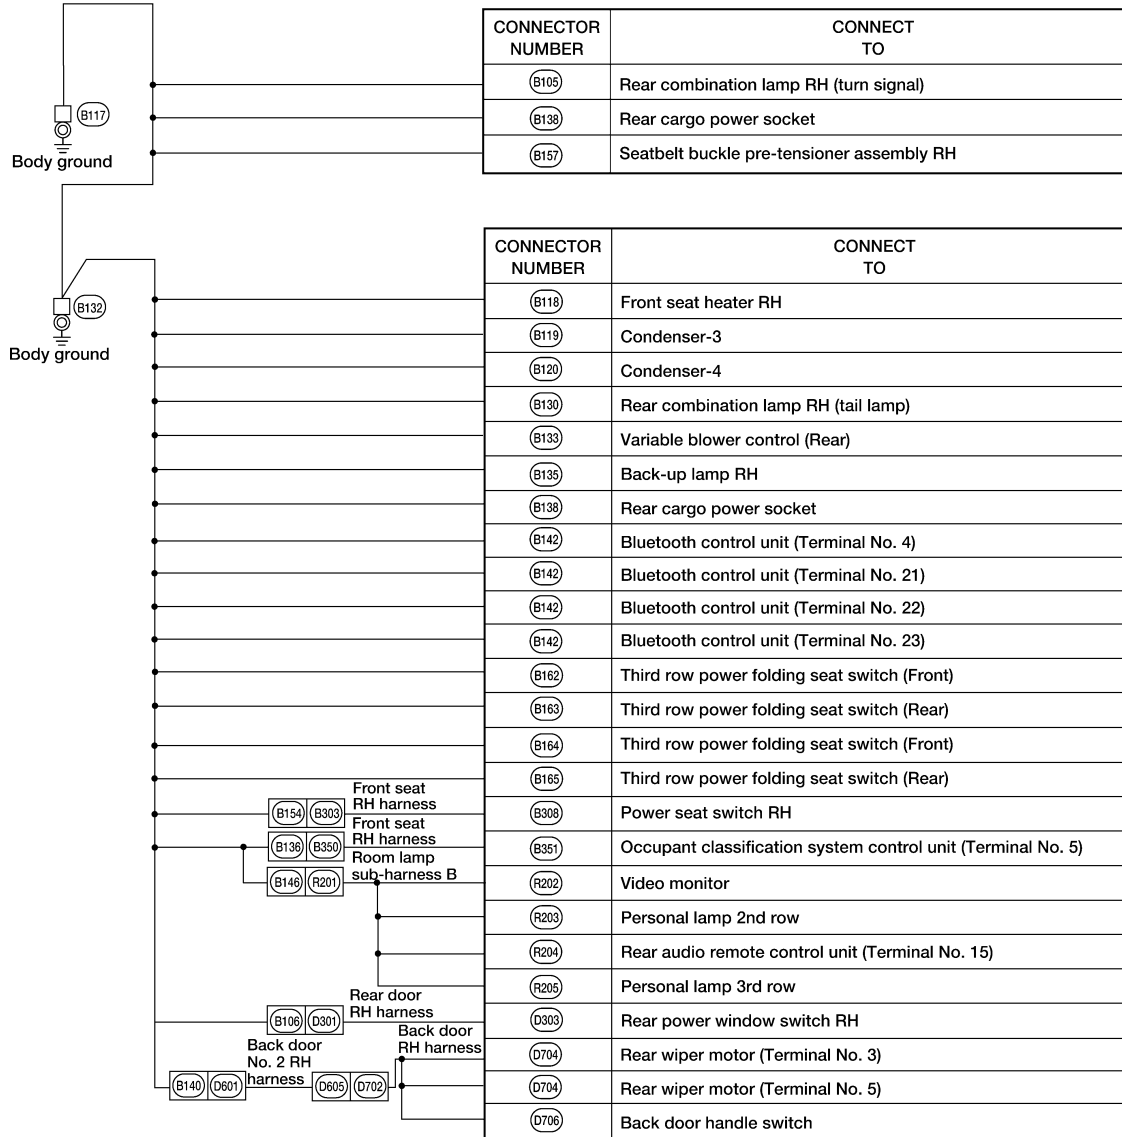 CONNECTOR NUMBER CONNECT TO
B105 Rear combination lamp RH (turn signal)
B117
B138 Rear cargo power socket
B157 Seatbelt buckle pre-tensioner assembly RH
Body ground
CONNECTOR NUMBER CONNECT TO
B132
Body ground
B118 Front seat heater RH
B119 Condenser-3
B120 Condenser-4
B130 Rear combination lamp RH (tail lamp)
B133 Variable blower control (Rear)
B135 Back-up lamp RH
B138 Rear cargo power socket
B142 Bluetooth control unit (Terminal No. 4)
B142 Bluetooth control unit (Terminal No. 21)
B142 Bluetooth control unit (Terminal No. 22)
B142 Bluetooth control unit (Terminal No. 23)
B162 Third row power folding seat switch (Front)
B163 Third row power folding seat switch (Rear)
B164 Third row power folding seat switch (Front)
B165 Third row power folding seat switch (Rear)
Front seat
RH harness
B154 B303 B308 Power seat switch RH
Front seat
RH harness
B136 B350 B351 Occupant classification system control unit (Terminal No. 5)
Room lamp
sub-harness B
B146 R201 R202 Video monitor
R203 Personal lamp 2nd row
R204 Rear audio remote control unit (Terminal No. 15)
R205 Personal lamp 3rd row
Rear door
RH harness
B106 D301 D303 Rear power window switch RH
Back door
RH harness
D704 Rear wiper motor (Terminal No. 3)
Back door
No. 2 RH
harness
B140 D601 D605 D702 D704 Rear wiper motor (Terminal No. 5)
D706 Back door handle switch